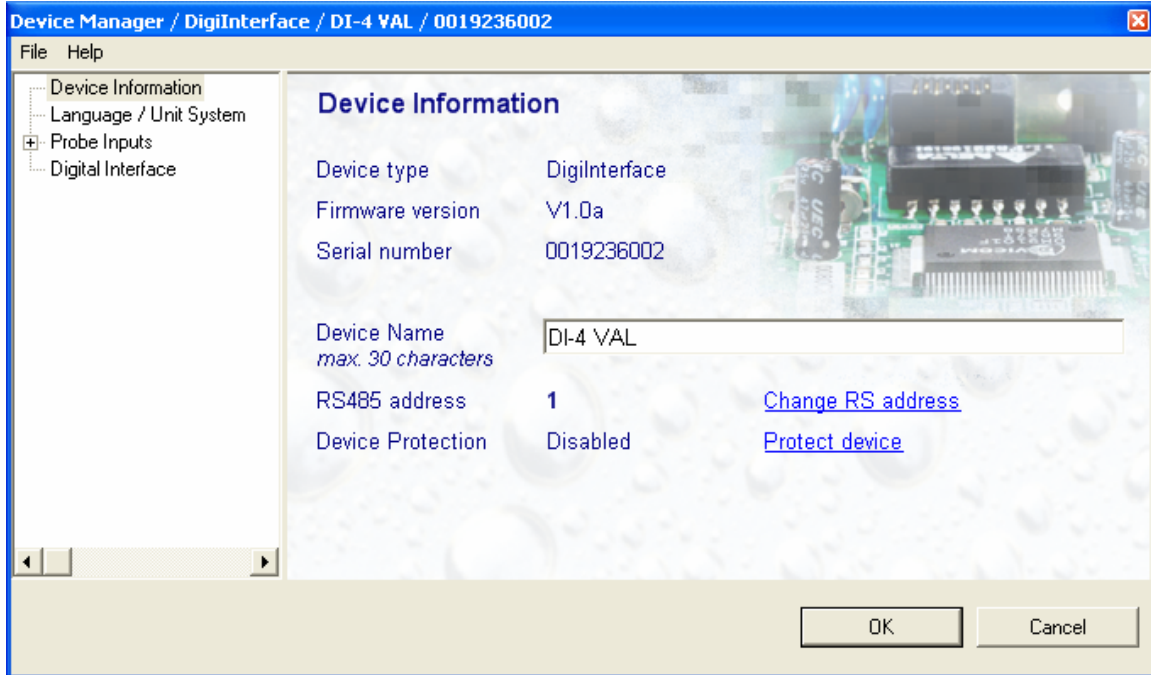 Device Manager / DigiInterface / DI-4 VAL / 0019236002
File Help
Device Information
Language / Unit System
Probe Inputs
Digital Interface
Device Information
Device type DigiInterface
Firmware version V1.0a
Serial number 0019236002
Device Name DI-4 VAL
max. 30 characters
RS485 address 1 Change RS address
Device Protection Disabled Protect device
OK Cancel